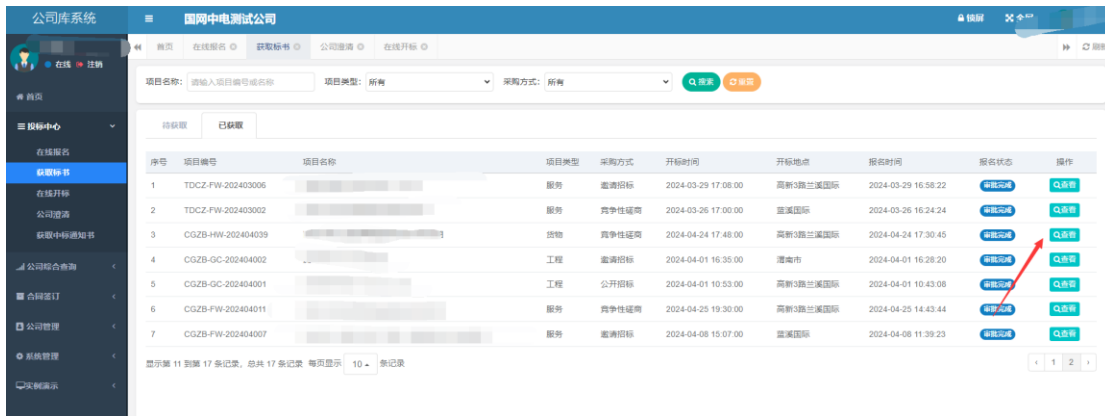 公司库系统
国网中电测试公司
锁屏
在线 注销
首页 在线报名 获取标书 公司澄清 在线开标
项目名称: 请输入项目编号或名称 项目类型: 所有 采购方式: 所有 搜索 重置
首页
投标中心
在线报名
获取标书
在线开标
公司澄清
获取中标通知书
公司综合查询
合同签订
公司管理
系统管理
实例演示
待获取 已获取
序号 项目编号 项目名称 项目类型 采购方式 开标时间 开标地点 报名时间 报名状态 操作
1 TDCZ-FW-202403006 服务 邀请招标 2024-03-29 17:08:00 高新3路兰溪国际 2024-03-29 16:58:22 审批完成 查看
2 TDCZ-FW-202403002 服务 竞争性磋商 2024-03-26 17:00:00 蓝溪国际 2024-03-26 16:24:24 审批完成 查看
3 CGZB-HW-202404039 货物 竞争性磋商 2024-04-24 17:48:00 高新3路兰溪国际 2024-04-24 17:30:45 审批完成 查看
4 CGZB-GC-202404002 工程 邀请招标 2024-04-01 16:35:00 渭南市 2024-04-01 16:28:20 审批完成 查看
5 CGZB-GC-202404001 工程 公开招标 2024-04-01 10:53:00 高新3路兰溪国际 2024-04-01 10:43:08 审批完成 查看
6 CGZB-FW-202404011 服务 竞争性磋商 2024-04-25 19:30:00 高新3路兰溪国际 2024-04-25 14:43:44 审批完成 查看
7 CGZB-FW-202404007 服务 邀请招标 2024-04-08 15:07:00 蓝溪国际 2024-04-08 11:39:23 审批完成 查看
显示第 11 到第 17 条记录，总共 17 条记录 每页显示 10 条记录
‹ 1 2 ›